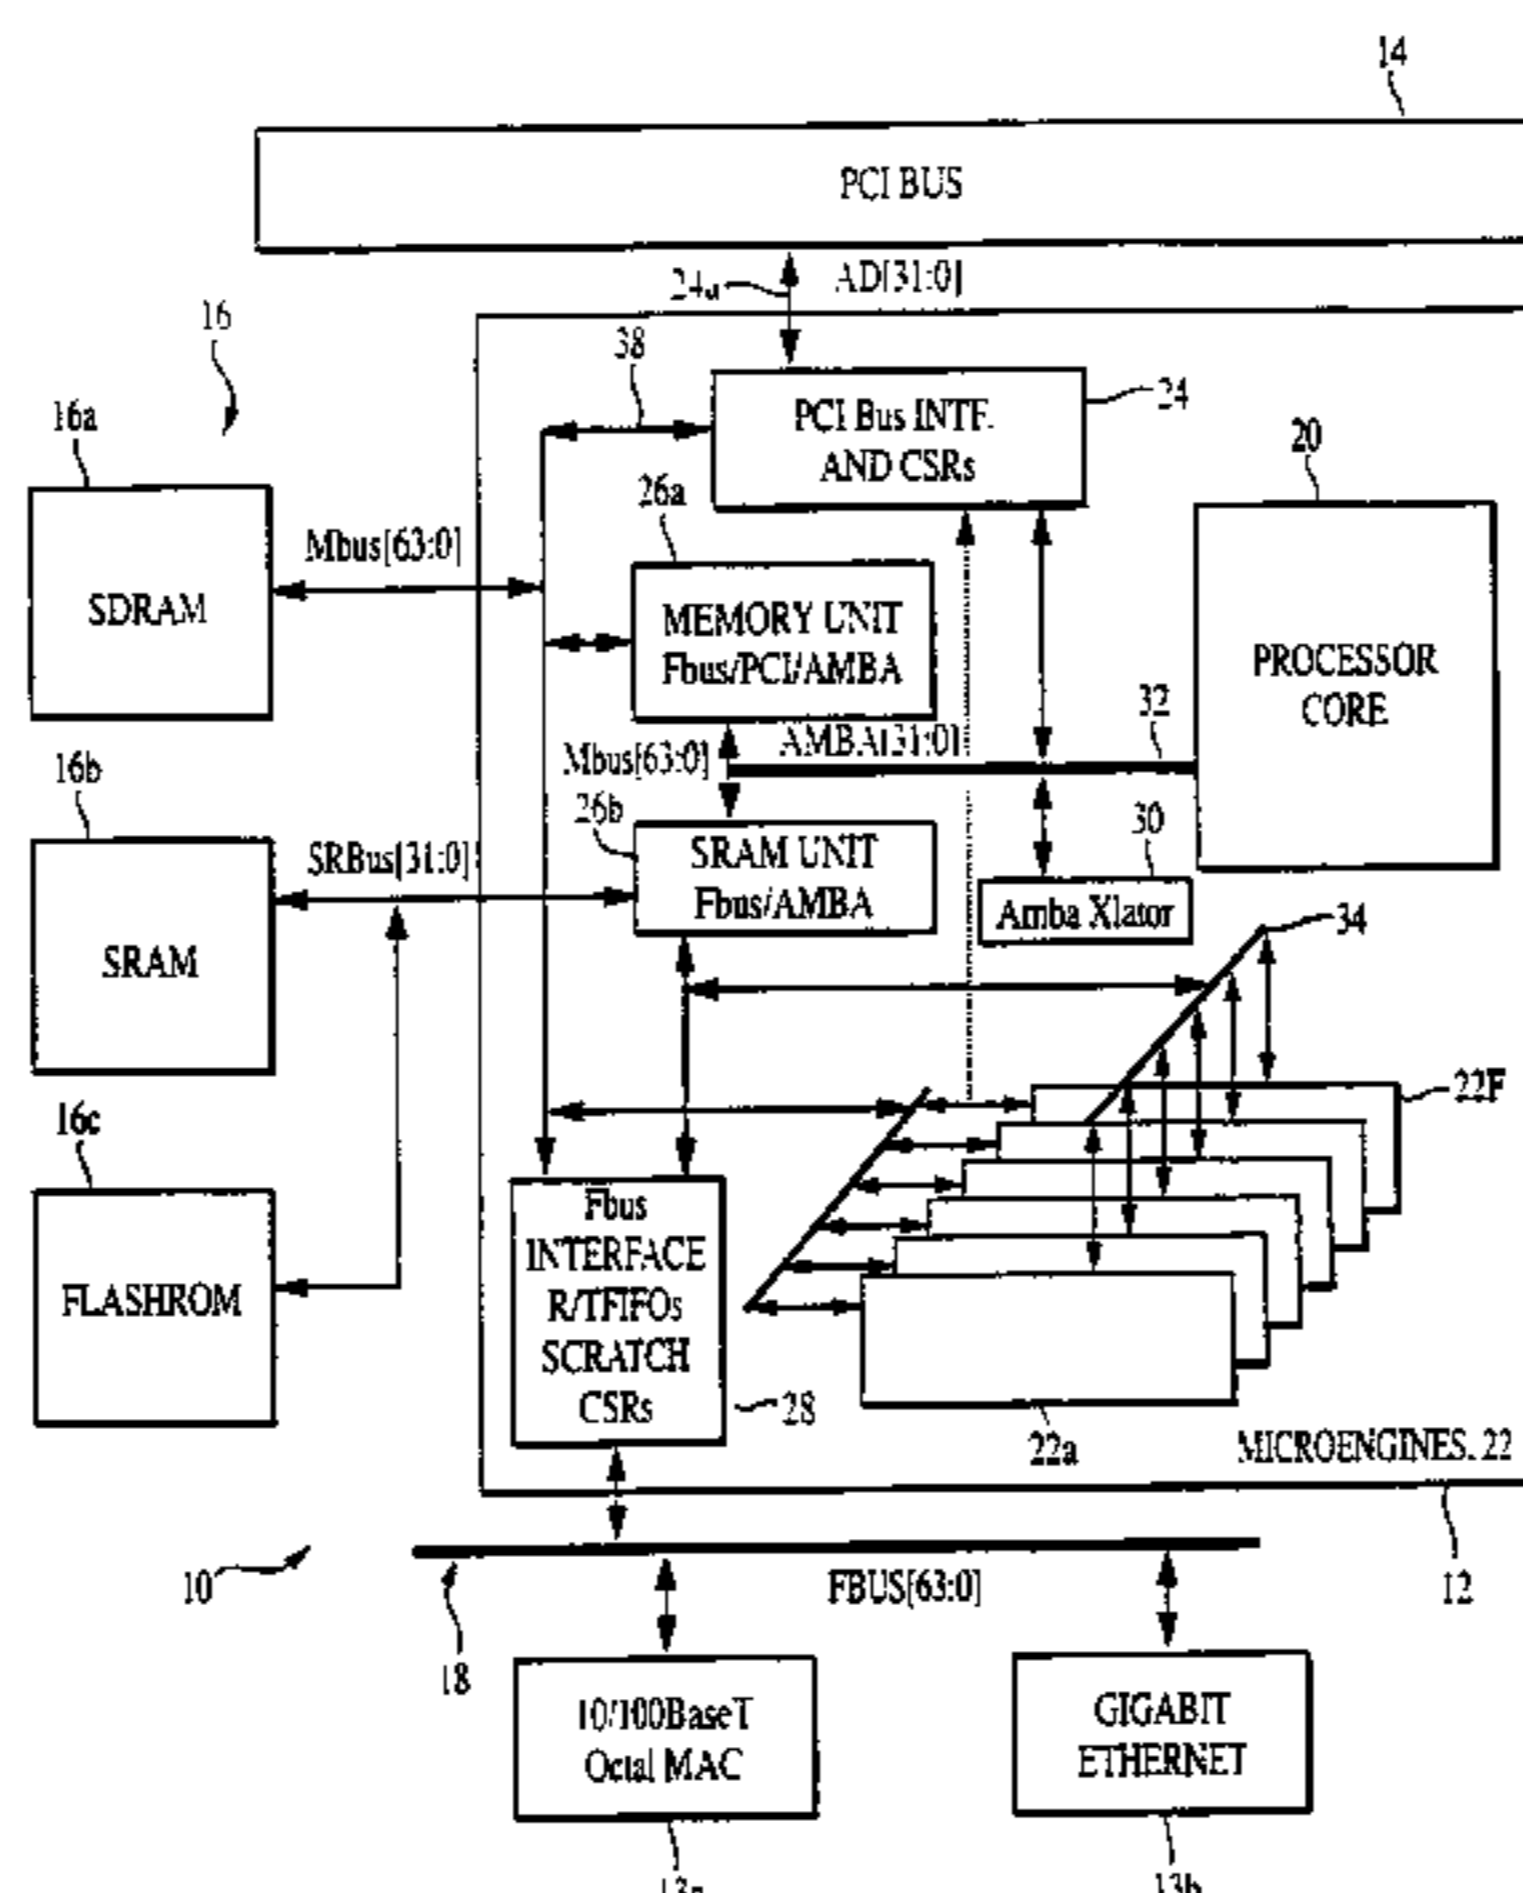 14
PCI BUS
24a
AD[31:0]
16
38
16a
PCI Bus INTF.
AND CSRs
24
20
26a
Mbus[63:0]
SDRAM
MEMORY UNIT
Fbus/PCI/AMBA
PROCESSOR
CORE
32
Mbus[63:0]
AMBA[31:0]
16b
26b
30
SRBus[31:0]
SRAM UNIT
Fbus/AMBA
Amba Xlator
34
SRAM
22F
16c
FLASHROM
Fbus
INTERFACE
R/TFIFOs
SCRATCH
CSRs
28
22a
MICROENGINES. 22
10
18
FBUS[63:0]
12
10/100BaseT
Octal MAC
GIGABIT
ETHERNET
13b